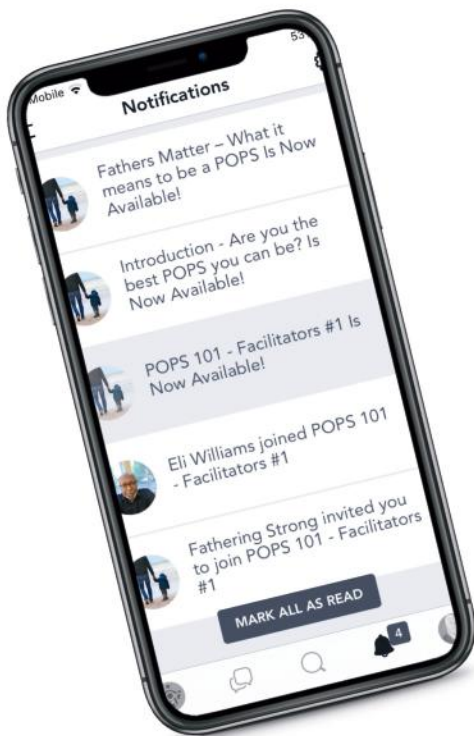 Mobile
53
Notifications
Fathers Matter – What it
means to be a POPS Is Now
Available!
Introduction - Are you the
best POPS you can be? Is
Now Available!
POPS 101 - Facilitators #1 Is
Now Available!
Eli Williams joined POPS 101
- Facilitators #1
Fathering Strong invited you
to join POPS 101 - Facilitators
#1
MARK ALL AS READ
4